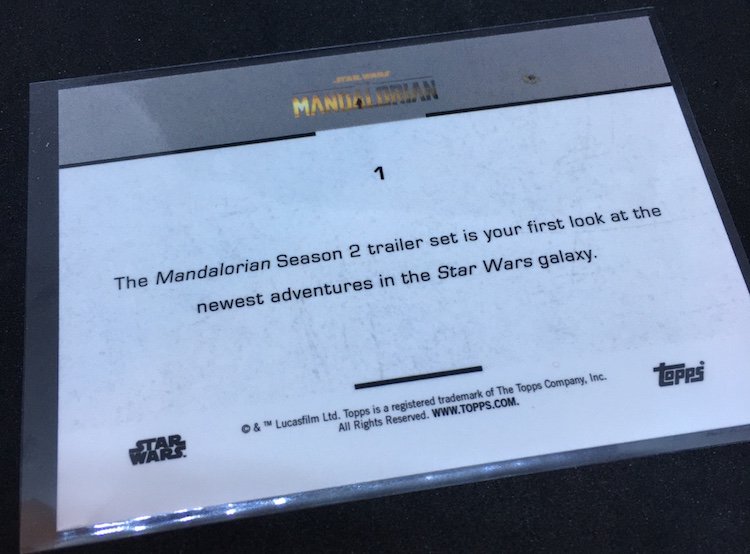 STAR WARS
MANDALORIAN
1
The Mandalorian Season 2 trailer set is your first look at the
newest adventures in the Star Wars galaxy.
© & ™ Lucasfilm Ltd. Topps is a registered trademark of The Topps Company, Inc.
All Rights Reserved. WWW.TOPPS.COM.
STAR
WARS
topps